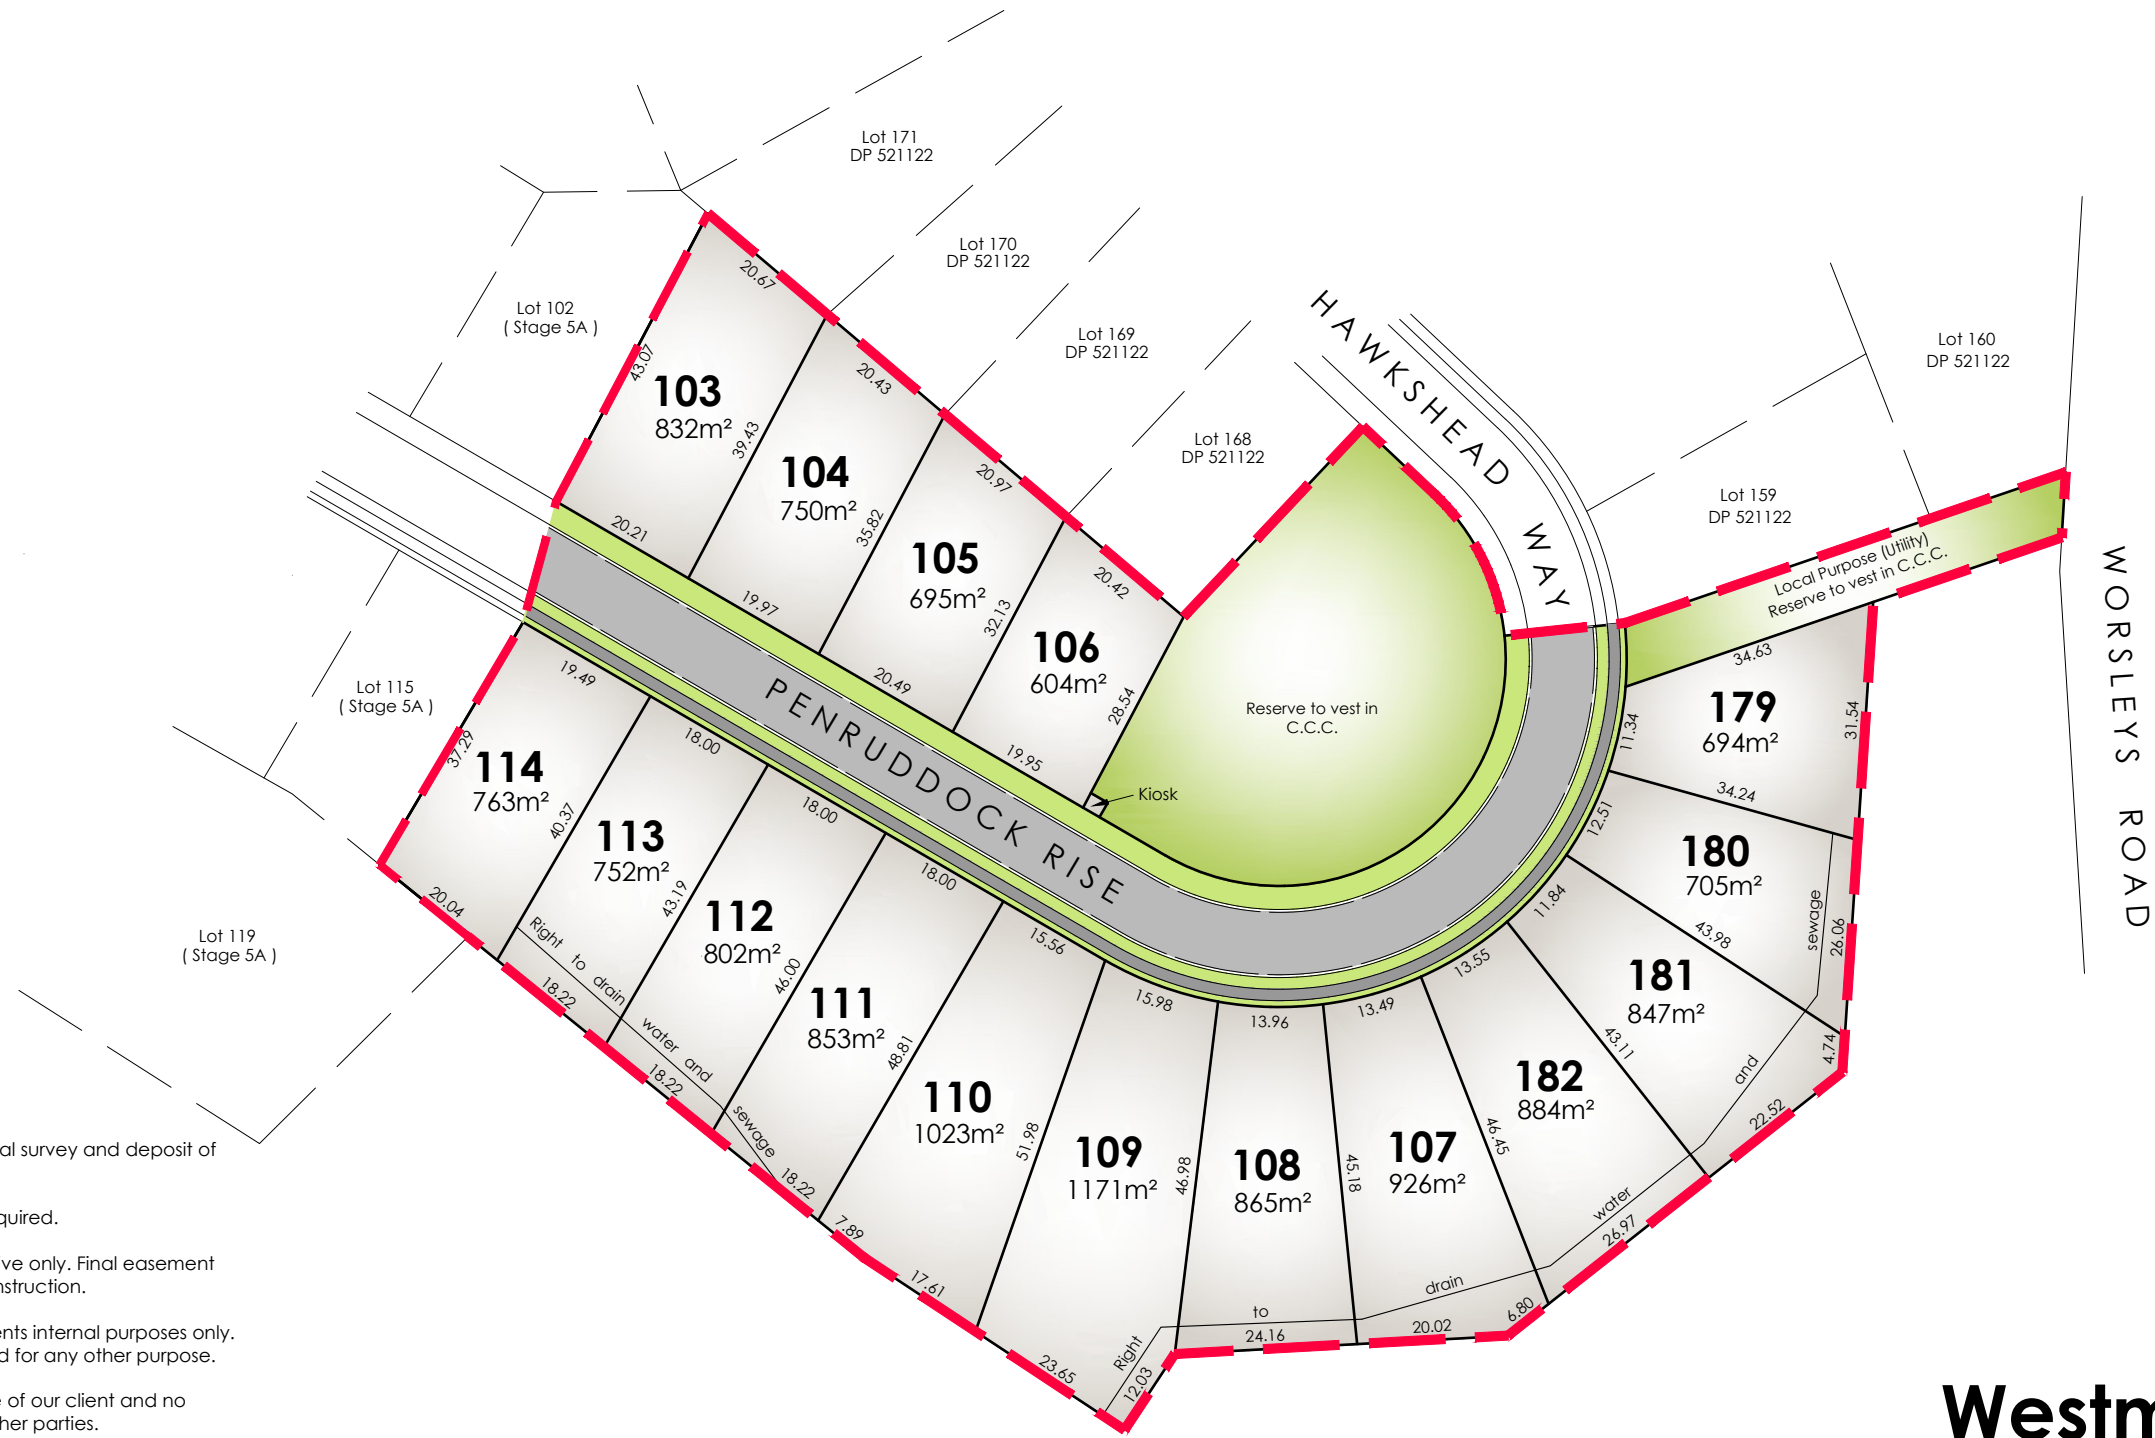 Lot 171
DP 521122
Lot 170
DP 521122
Lot 102
( Stage 5A )
Lot 169
DP 521122
Lot 168
DP 521122
Lot 160
DP 521122
Lot 159
DP 521122
HAWKSHEAD WAY
WORSLEYS ROAD
Local Purpose (Utility)
Reserve to vest in C.C.C.
20.67
43.07
103
832m²
39.43
20.21
20.43
104
750m²
35.82
19.97
20.97
105
695m²
32.13
20.49
20.42
106
604m²
28.54
19.95
Kiosk
Reserve to vest in
C.C.C.
PENRUDDOCK RISE
Lot 115
( Stage 5A )
Lot 119
( Stage 5A )
19.49
37.29
114
763m²
40.37
20.04
18.00
113
752m²
43.19
18.22
18.00
112
802m²
46.00
18.22
18.00
111
853m²
48.81
18.22
Right to drain water and sewage
15.56
110
1023m²
51.98
7.89
17.61
15.98
109
1171m²
46.98
23.65
12.03
13.96
108
865m²
45.18
24.16
13.49
107
926m²
46.45
20.02
6.80
13.55
182
884m²
43.11
26.97
11.84
181
847m²
43.98
22.52
4.74
12.51
180
705m²
34.24
26.06
11.34
179
694m²
34.63
31.54
Right to drain water and sewage
al survey and deposit of
quired.
ve only. Final easement
nstruction.
ents internal purposes only.
d for any other purpose.
e of our client and no
her parties.
Westm